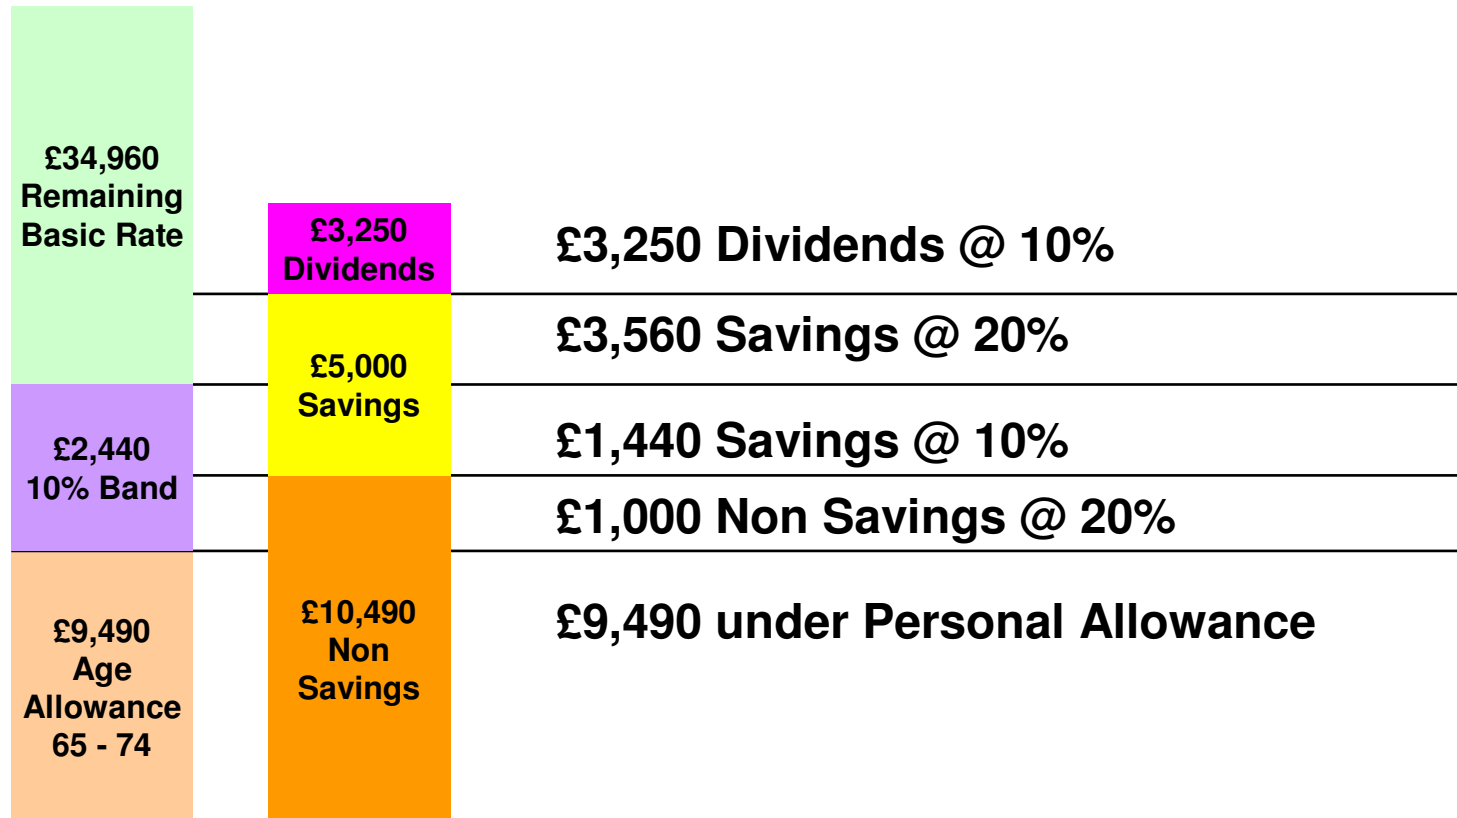 £34,960
Remaining
Basic Rate
£2,440
10% Band
£9,490
Age
Allowance
65 - 74
£3,250
Dividends
£5,000
Savings
£10,490
Non
Savings
£3,250 Dividends @ 10%
£3,560 Savings @ 20%
£1,440 Savings @ 10%
£1,000 Non Savings @ 20%
£9,490 under Personal Allowance